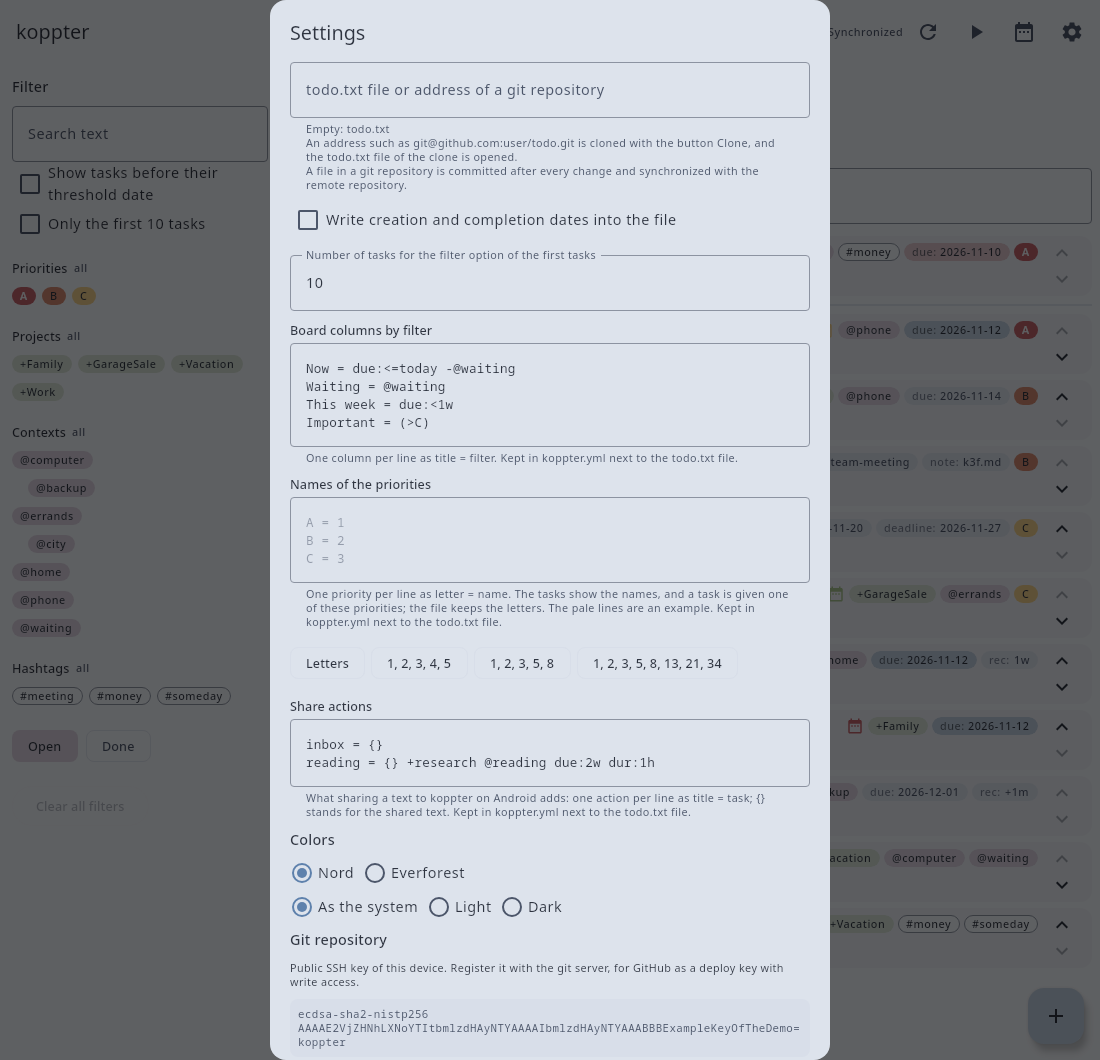 koppter
Synchronized
Filter
Search text
Show tasks before their
threshold date
Only the first 10 tasks
Priorities all
A B C
Projects all
+Family +GarageSale +Vacation
+Work
Contexts all
@computer
@backup
@errands
@city
@home
@phone
@waiting
Hashtags all
#meeting #money #someday
Open Done
Clear all filters
Settings
todo.txt file or address of a git repository
Empty: todo.txt
An address such as git@github.com:user/todo.git is cloned with the button Clone, and
the todo.txt file of the clone is opened.
A file in a git repository is committed after every change and synchronized with the
remote repository.
Write creation and completion dates into the file
Number of tasks for the filter option of the first tasks
10
Board columns by filter
Now = due:<=today -@waiting
Waiting = @waiting
This week = due:<1w
Important = (>C)
One column per line as title = filter. Kept in koppter.yml next to the todo.txt file.
Names of the priorities
A = 1
B = 2
C = 3
One priority per line as letter = name. The tasks show the names, and a task is given one
of these priorities; the file keeps the letters. The pale lines are an example. Kept in
koppter.yml next to the todo.txt file.
Letters 1, 2, 3, 4, 5 1, 2, 3, 5, 8 1, 2, 3, 5, 8, 13, 21, 34
Share actions
inbox = {}
reading = {} +research @reading due:2w dur:1h
What sharing a text to koppter on Android adds: one action per line as title = task; {}
stands for the shared text. Kept in koppter.yml next to the todo.txt file.
Colors
Nord Everforest
As the system Light Dark
Git repository
Public SSH key of this device. Register it with the git server, for GitHub as a deploy key with
write access.
ecdsa-sha2-nistp256
AAAAE2VjZHNhLXNoYTItbmlzdHAyNTYAAAAIbmlzdHAyNTYAAABBBExampleKeyOfTheDemo=
koppter
#money due: 2026-11-10 A
@phone due: 2026-11-12 A
@phone due: 2026-11-14 B
team-meeting note: k3f.md B
-11-20 deadline: 2026-11-27 C
+GarageSale @errands C
home due: 2026-11-12 rec: 1w
+Family due: 2026-11-12
kup due: 2026-12-01 rec: +1m
acation @computer @waiting
+Vacation #money #someday
+